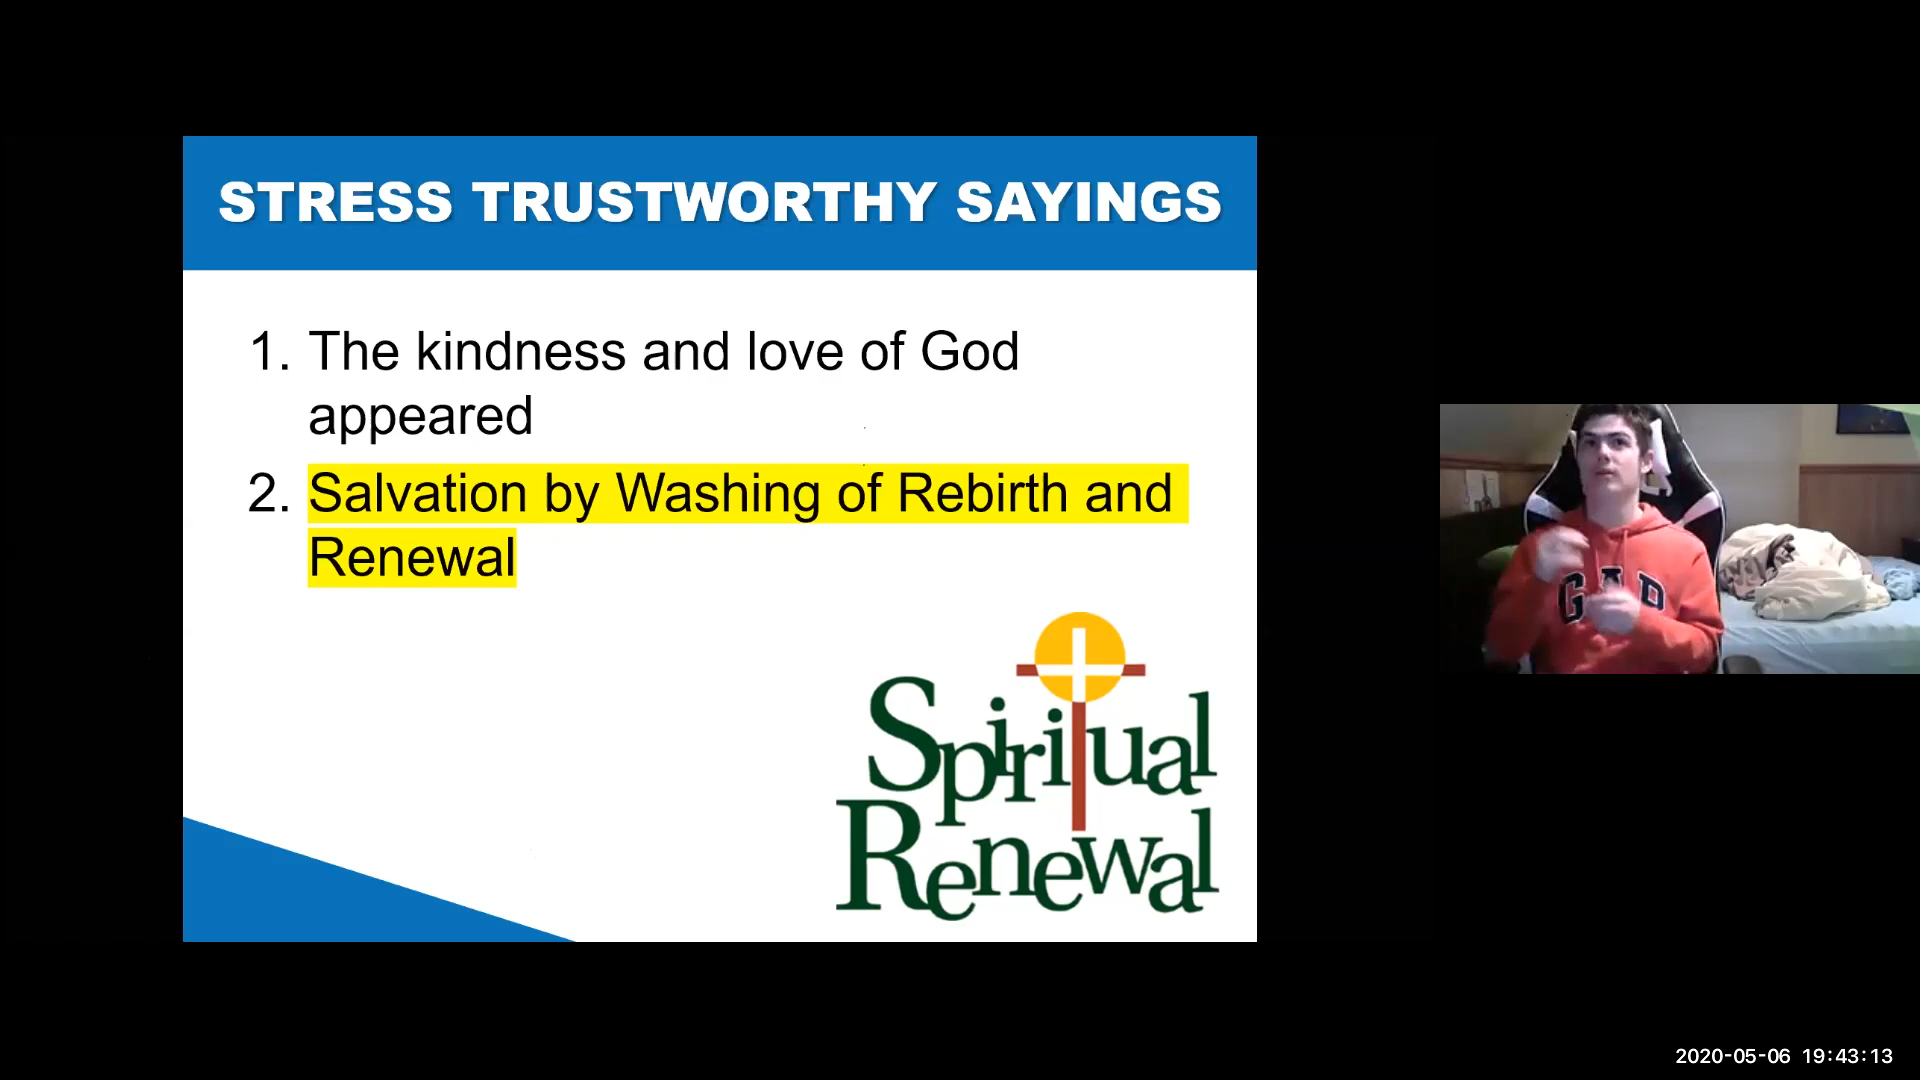 STRESS TRUSTWORTHY SAYINGS
1. The kindness and love of God
appeared
2. Salvation by Washing of Rebirth and
Renewal
Spiritual
Renewal
GAP
2020-05-06 19:43:13